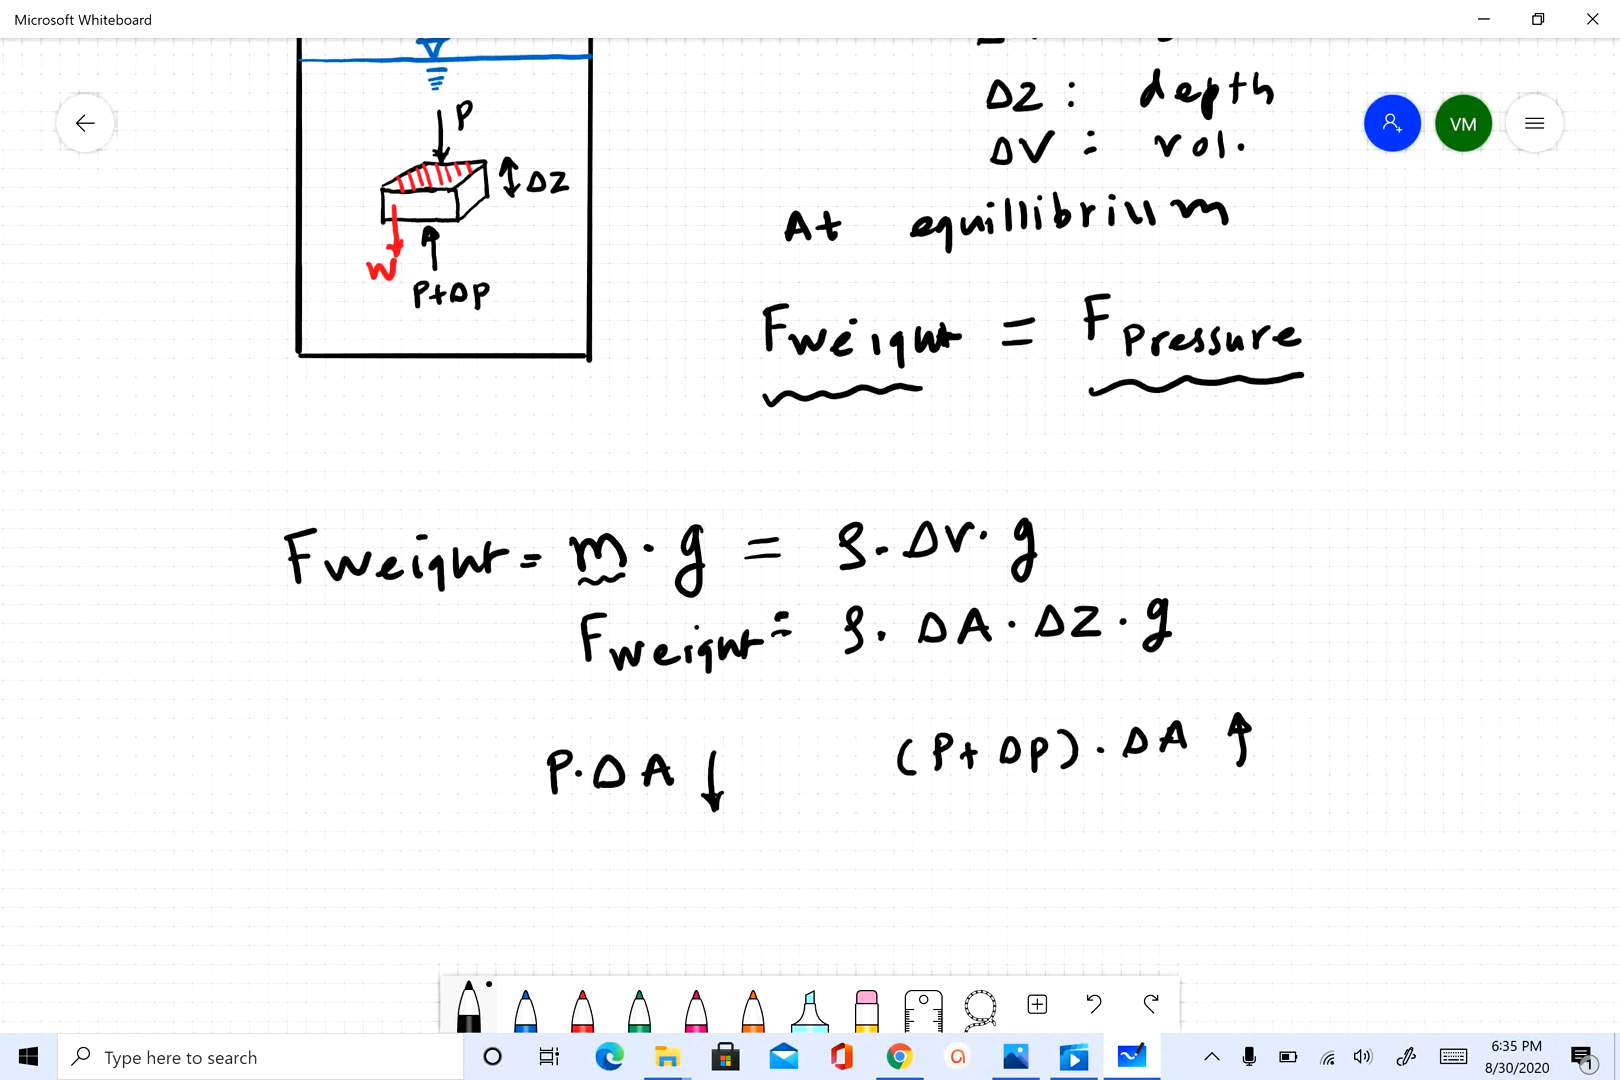 Microsoft Whiteboard
P
ΔZ
W
P+ΔP
ΔZ : depth
ΔV : vol.
At equillibrium
Fweight = Fpressure
VM
Fweight = m · g = ρ. ΔV. g
Fweight = ρ. ΔA · ΔZ · g
P·ΔA ↓ (P+ ΔP) · ΔA ↑
Type here to search
6:35 PM
8/30/2020
1